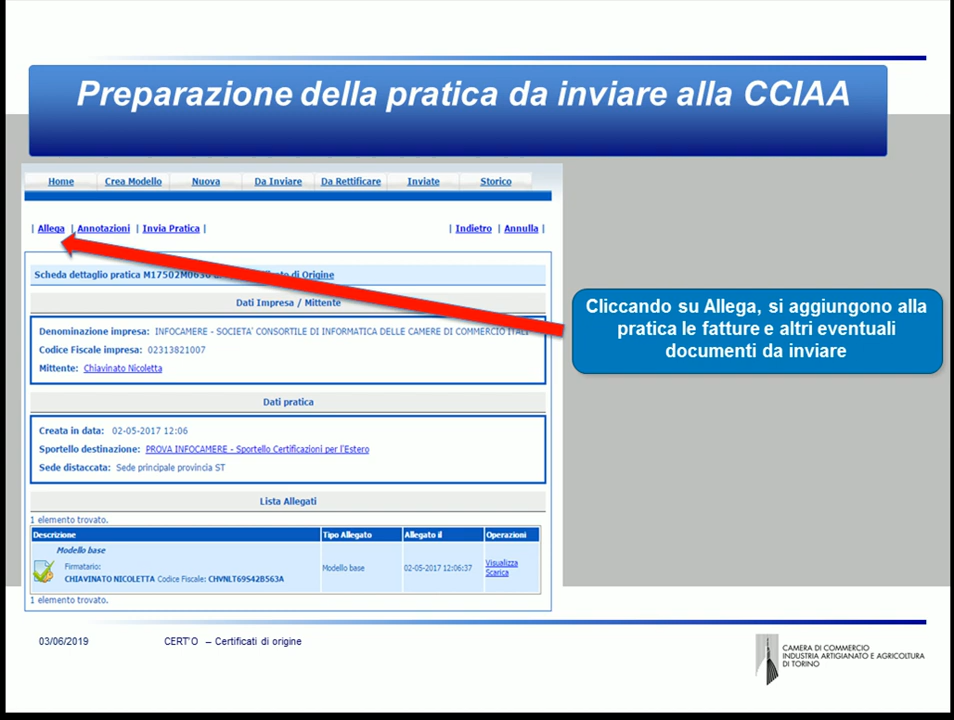 Preparazione della pratica da inviare alla CCIAA
Home Crea Modello Nuova Da Inviare Da Rettificare Inviate Storico
| Allega | Annotazioni | Invia Pratica | | Indietro | Annulla |
Scheda dettaglio pratica di Origine
Dati Impresa / Mittente
Denominazione impresa: INFOCAMERE - SOCIETA' CONSORTILE DI INFORMATICA DELLE CAMERE DI COMMERCIO
Codice Fiscale impresa: 02313821007
Mittente: Chiavinato Nicoletta
Cliccando su Allega, si aggiungono alla
pratica le fatture e altri eventuali
documenti da inviare
Dati pratica
Creata in data: 02-05-2017 12:06
Sportello destinazione: PROVA INFOCAMERE - Sportello Certificazioni per l'Estero
Sede distaccata: Sede principale provincia ST
Lista Allegati
1 elemento trovato.
Descrizione Tipo Allegato Allegato il Operazioni
Modello base
Firmatario:
CHIAVINATO NICOLETTA Codice Fiscale: CHVNLT69S42B563A
Modello base 02-05-2017 12:06:37 Visualizza
Scarica
1 elemento trovato.
03/06/2019 CERT'O – Certificati di origine
CAMERA DI COMMERCIO
INDUSTRIA ARTIGIANATO E AGRICOLTURA
DI TORINO